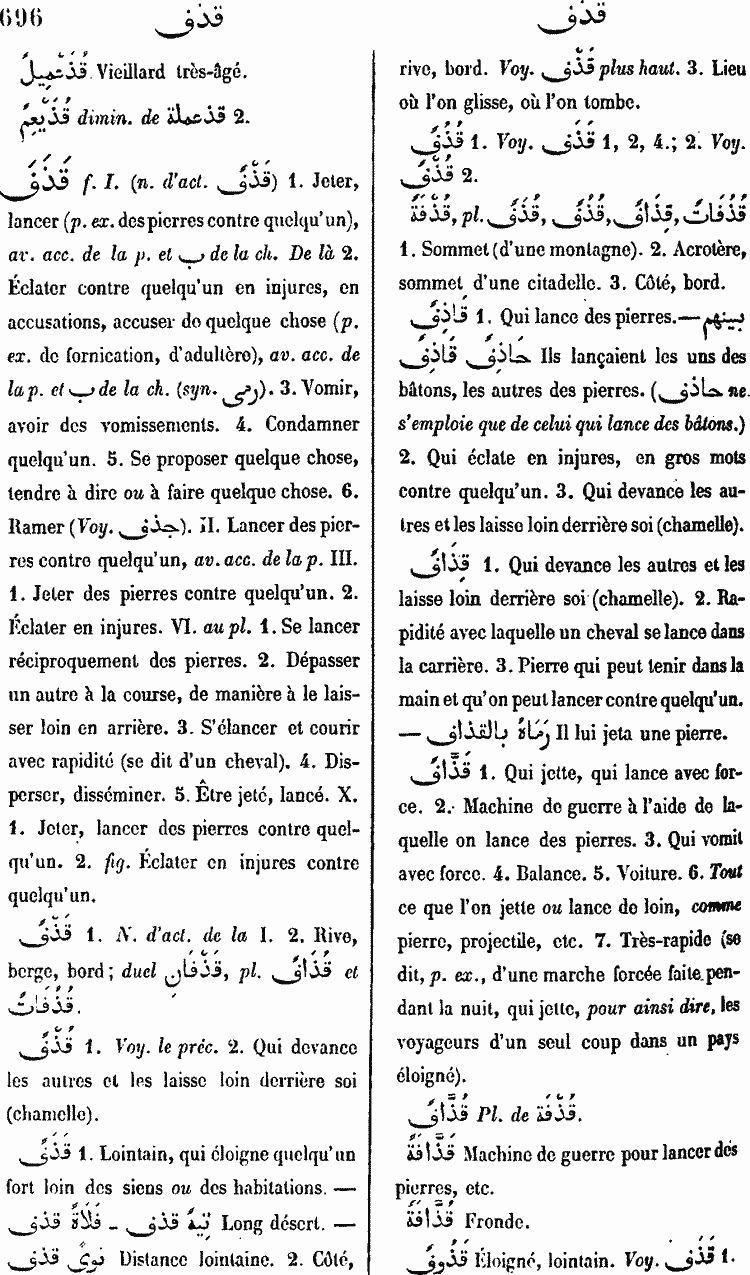 696 قذف قذف
قُذْعَمِيلٌ Vieillard très-âgé.
قُذَيْعِمٌ dimin. de قذعملة 2.
قَذَفَ f. I. (n. d'act. قَذْفٌ) 1. Jeter,
lancer (p. ex. des pierres contre quelqu'un),
av. acc. de la p. et ب de la ch. De là 2.
Éclater contre quelqu'un en injures, en
accusations, accuser de quelque chose (p.
ex. de fornication, d'adultère), av. acc. de
la p. et ب de la ch. (syn. رمى). 3. Vomir,
avoir des vomissements. 4. Condamner
quelqu'un. 5. Se proposer quelque chose,
tendre à dire ou à faire quelque chose. 6.
Ramer (Voy. جذف). II. Lancer des pier-
res contre quelqu'un, av. acc. de la p. III.
1. Jeter des pierres contre quelqu'un. 2.
Éclater en injures. VI. au pl. 1. Se lancer
réciproquement des pierres. 2. Dépasser
un autre à la course, de manière à le lais-
ser loin en arrière. 3. S'élancer et courir
avec rapidité (se dit d'un cheval). 4. Dis-
perser, disséminer. 5. Être jeté, lancé. X.
1. Jeter, lancer des pierres contre quel-
qu'un. 2. fig. Éclater en injures contre
quelqu'un.
قَذْفٌ 1. N. d'act. de la I. 2. Rive,
berge, bord; duel قَذْفَانِ, pl. قُذَافٌ et
قُذُفَاتٌ.
قُذْفٌ 1. Voy. le préc. 2. Qui devance
les autres et les laisse loin derrière soi
(chamelle).
قَذَفٌ 1. Lointain, qui éloigne quelqu'un
fort loin des siens ou des habitations. —
تِيهٌ قذف - فَلَاةٌ قذف Long désert. —
نوىً قذف Distance lointaine. 2. Côté,
rive, bord. Voy. قَذْف plus haut. 3. Lieu
où l'on glisse, où l'on tombe.
قُذُفٌ 1. Voy. قَذَف 1, 2, 4.; 2. Voy.
قُذْفٌ 2.
قُذْفَةٌ, pl. قُذَفٌ, قُذُفٌ, قِذَافٌ, قُذُفَاتٌ
1. Sommet (d'une montagne). 2. Acrotère,
sommet d'une citadelle. 3. Côté, bord.
قَاذِفٌ 1. Qui lance des pierres.— بينهم
حَاذِفٌ قَاذِفٌ Ils lançaient les uns des
bâtons, les autres des pierres. (حاذف ne
s'emploie que de celui qui lance des bâtons.)
2. Qui éclate en injures, en gros mots
contre quelqu'un. 3. Qui devance les au-
tres et les laisse loin derrière soi (chamelle).
قِذَافٌ 1. Qui devance les autres et les
laisse loin derrière soi (chamelle). 2. Ra-
pidité avec laquelle un cheval se lance dans
la carrière. 3. Pierre qui peut tenir dans la
main et qu'on peut lancer contre quelqu'un.
— رَمَاهُ بالقذاف Il lui jeta une pierre.
قَذَّافٌ 1. Qui jette, qui lance avec for-
ce. 2. Machine de guerre à l'aide de la-
quelle on lance des pierres. 3. Qui vomit
avec force. 4. Balance. 5. Voiture. 6. Tout
ce que l'on jette ou lance de loin, comme
pierre, projectile, etc. 7. Très-rapide (se
dit, p. ex., d'une marche forcée faite pen-
dant la nuit, qui jette, pour ainsi dire, les
voyageurs d'un seul coup dans un pays
éloigné).
قُذَّافٌ Pl. de قُذْفَة.
قَذَّافَةٌ Machine de guerre pour lancer des
pierres, etc.
قَذَّافَةٌ Fronde.
قَذُوفٌ Éloigné, lointain. Voy. قَذَف 1.